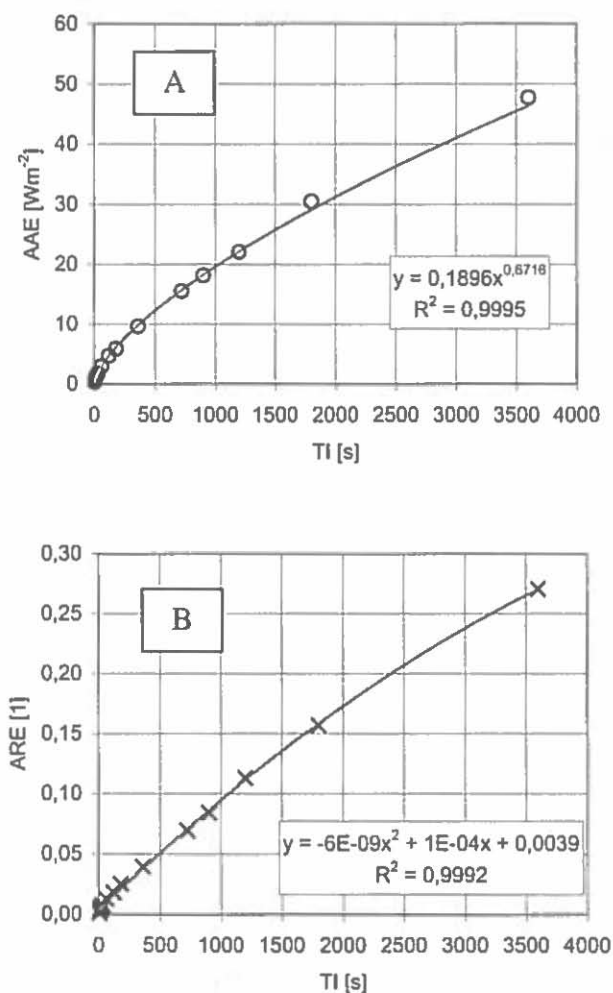 60
50
40
30
20
10
0
AAE [Wm⁻²]
A
y = 0,1896x^0,6716
R² = 0,9995
0 500 1000 1500 2000 2500 3000 3500 4000
TI [s]
0,30
0,25
0,20
0,15
0,10
0,05
0,00
ARE [1]
B
y = -6E-09x² + 1E-04x + 0,0039
R² = 0,9992
0 500 1000 1500 2000 2500 3000 3500 4000
TI [s]